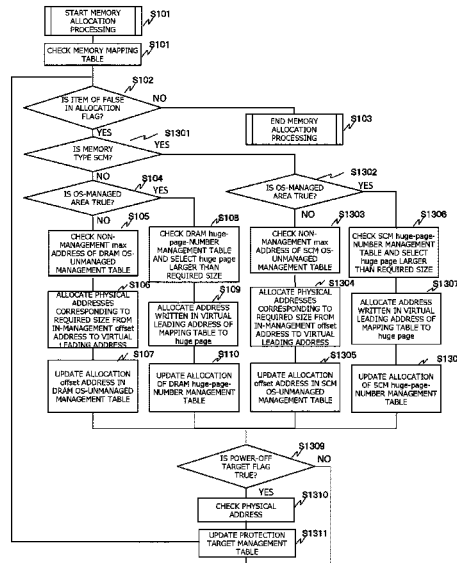 START MEMORY
ALLOCATION
PROCESSING
S101
CHECK MEMORY MAPPING
TABLE
S101
S102
IS ITEM OF FALSE
IN ALLOCATION
FLAG?
NO
YES
END MEMORY
ALLOCATION
PROCESSING
S103
S1301
IS MEMORY
TYPE SCM?
YES
NO
S104
IS OS-MANAGED
AREA TRUE?
YES
NO
S1302
IS OS-MANAGED
AREA TRUE?
YES
NO
S105
CHECK NON-
MANAGEMENT max
ADDRESS OF DRAM OS-
UNMANAGED
MANAGEMENT TABLE
S108
CHECK DRAM huge-
page-NUMBER
MANAGEMENT TABLE
AND SELECT huge page
LARGER THAN
REQUIRED SIZE
S1303
CHECK NON-
MANAGEMENT max
ADDRESS OF SCM OS-
UNMANAGED
MANAGEMENT TABLE
S1306
CHECK SCM huge-page-
NUMBER MANAGEMENT
TABLE AND SELECT
huge page LARGER
THAN REQUIRED SIZE
S106
ALLOCATE PHYSICAL
ADDRESSES
CORRESPONDING TO
REQUIRED SIZE FROM
IN-MANAGEMENT offset
ADDRESS TO VIRTUAL
LEADING ADDRESS
S109
ALLOCATE ADDRESS
WRITTEN IN VIRTUAL
LEADING ADDRESS OF
MAPPING TABLE TO
huge page
S1304
ALLOCATE PHYSICAL
ADDRESSES
CORRESPONDING TO
REQUIRED SIZE FROM
IN-MANAGEMENT offset
ADDRESS TO VIRTUAL
LEADING ADDRESS
S1307
ALLOCATE ADDRESS
WRITTEN IN VIRTUAL
LEADING ADDRESS OF
MAPPING TABLE TO
huge page
S107
UPDATE ALLOCATION
offset ADDRESS IN
DRAM OS-UNMANAGED
MANAGEMENT TABLE
S110
UPDATE ALLOCATION
OF DRAM huge-page-
NUMBER MANAGEMENT
TABLE
S1305
UPDATE ALLOCATION
offset ADDRESS IN SCM
OS-UNMANAGED
MANAGEMENT TABLE
UPDATE ALLOCATION
OF SCM huge-page-
NUMBER MANAGEMENT
TABLE
S1309
IS POWER-OFF
TARGET FLAG
TRUE?
NO
YES
S1310
CHECK PHYSICAL
ADDRESS
S1311
UPDATE PROTECTION
TARGET MANAGEMENT
TABLE